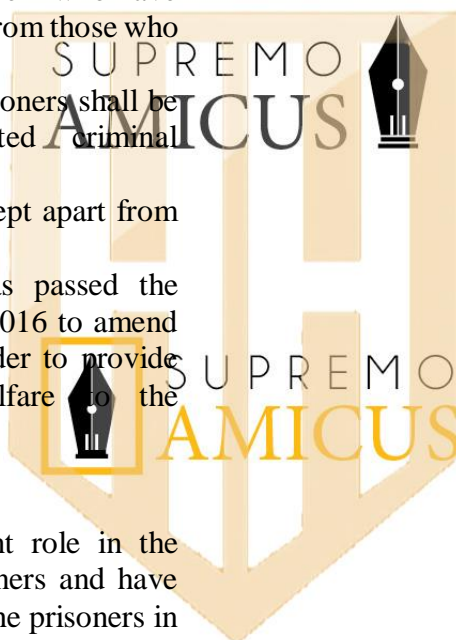 rom those who
SUPREMO
AMICUS
oners shall be
ted criminal
ept apart from
s passed the
016 to amend
der to provide
lfare to the
SUPREMO
AMICUS
nt role in the
ners and have
he prisoners in